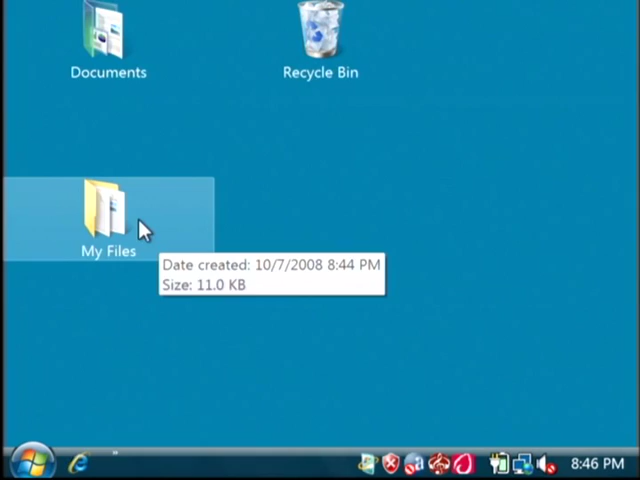 Documents
Recycle Bin
My Files
Date created: 10/7/2008 8:44 PM
Size: 11.0 KB
8:46 PM